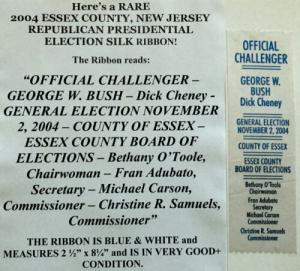 Here's a RARE
2004 ESSEX COUNTY, NEW JERSEY
REPUBLICAN PRESIDENTIAL
ELECTION SILK RIBBON!
The Ribbon reads:
"OFFICIAL CHALLENGER –
GEORGE W. BUSH – Dick Cheney -
GENERAL ELECTION NOVEMBER
2, 2004 – COUNTY OF ESSEX –
ESSEX COUNTY BOARD OF
ELECTIONS – Bethany O'Toole,
Chairwoman – Fran Adubato,
Secretary – Michael Carson,
Commissioner – Christine R. Samuels,
Commissioner"
THE RIBBON IS BLUE & WHITE and
MEASURES 2 ½" x 8¼" and IS IN VERY GOOD+
CONDITION.
OFFICIAL
CHALLENGER
GEORGE W.
BUSH
Dick Cheney
GENERAL ELECTION
NOVEMBER 2, 2004
COUNTY OF ESSEX
ESSEX COUNTY
BOARD OF ELECTIONS
Bethany O'Toole
Chairwoman
Fran Adubato
Secretary
Michael Carson
Commissioner
Christine R. Samuels
Commissioner